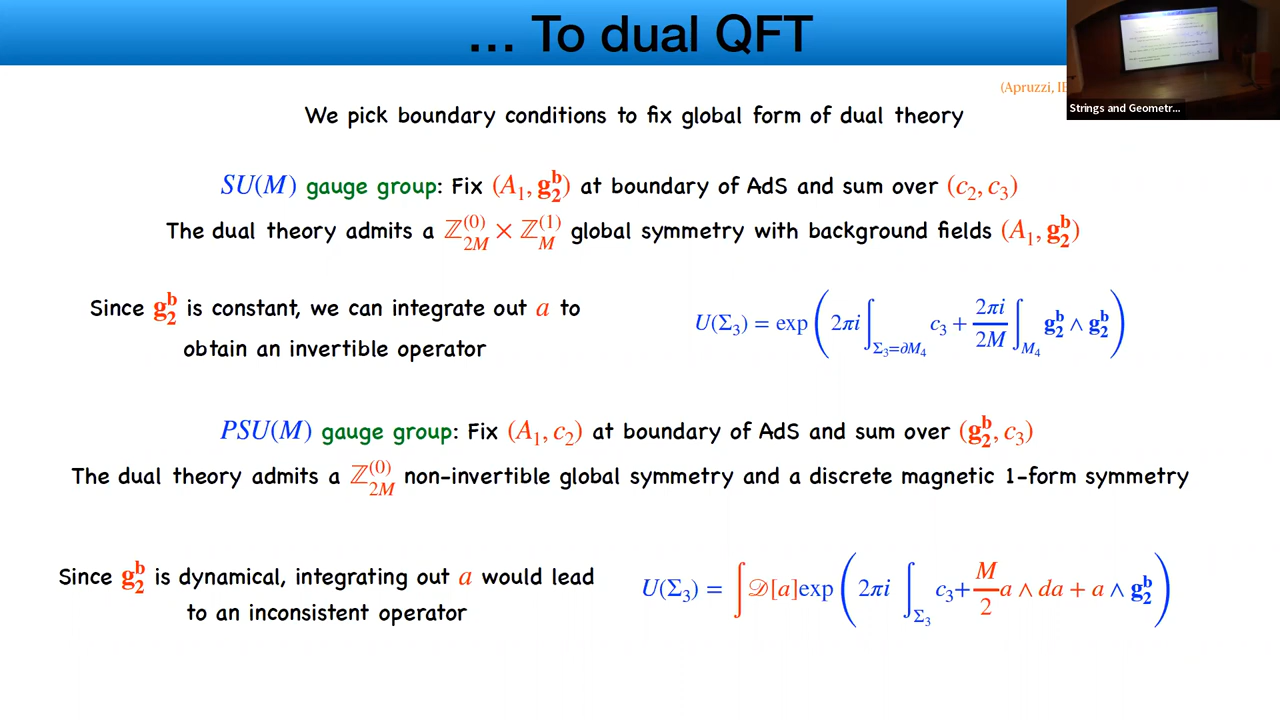 … To dual QFT
(Apruzzi,
Strings and Geometr…
We pick boundary conditions to fix global form of dual theory
SU(M) gauge group: Fix (A₁, g₂ᵇ) at boundary of AdS and sum over (c₂, c₃)
The dual theory admits a ℤ₂ₘ⁽⁰⁾ × ℤₘ⁽¹⁾ global symmetry with background fields (A₁, g₂ᵇ)
Since g₂ᵇ is constant, we can integrate out a to
obtain an invertible operator
U(Σ₃) = exp(2πi ∫_{Σ₃=∂M₄} c₃ + 2πi/2M ∫_{M₄} g₂ᵇ ∧ g₂ᵇ)
PSU(M) gauge group: Fix (A₁, c₂) at boundary of AdS and sum over (g₂ᵇ, c₃)
The dual theory admits a ℤ₂ₘ⁽⁰⁾ non-invertible global symmetry and a discrete magnetic 1-form symmetry
Since g₂ᵇ is dynamical, integrating out a would lead
to an inconsistent operator
U(Σ₃) = ∫ 𝒟[a]exp(2πi ∫_{Σ₃} c₃+ M/2 a ∧ da + a ∧ g₂ᵇ)